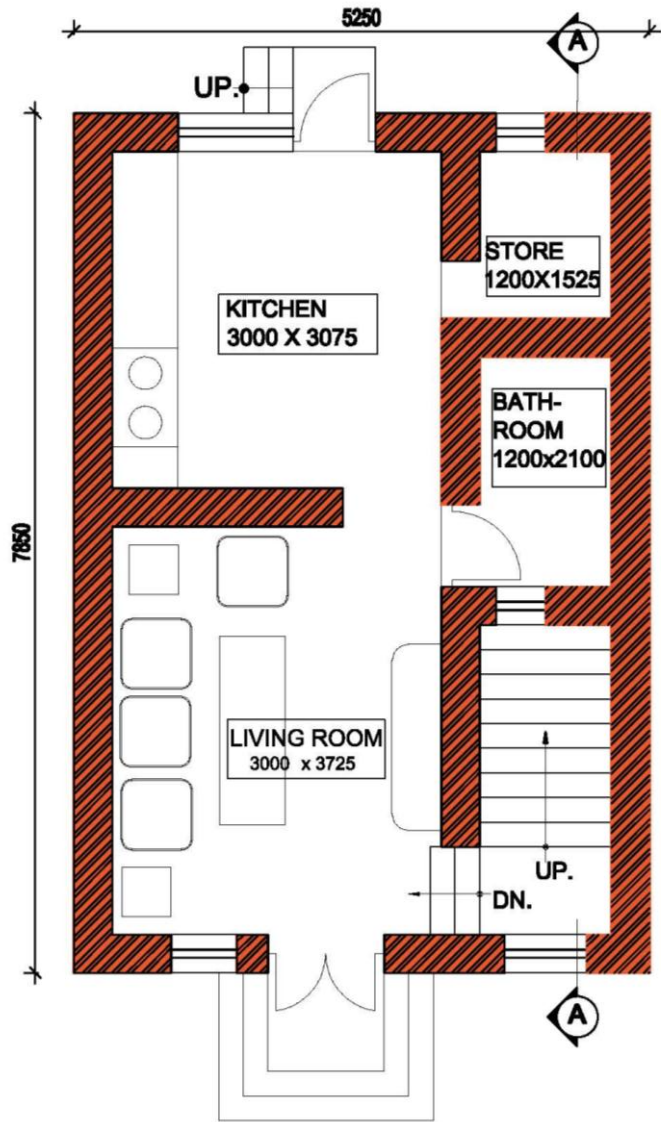 5250
A
UP.
STORE
1200X1525
KITCHEN
3000 X 3075
BATH-
ROOM
1200x2100
7850
LIVING ROOM
3000 x 3725
UP.
DN.
A